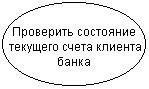 Проверить состояние
текущего счета клиента
банка